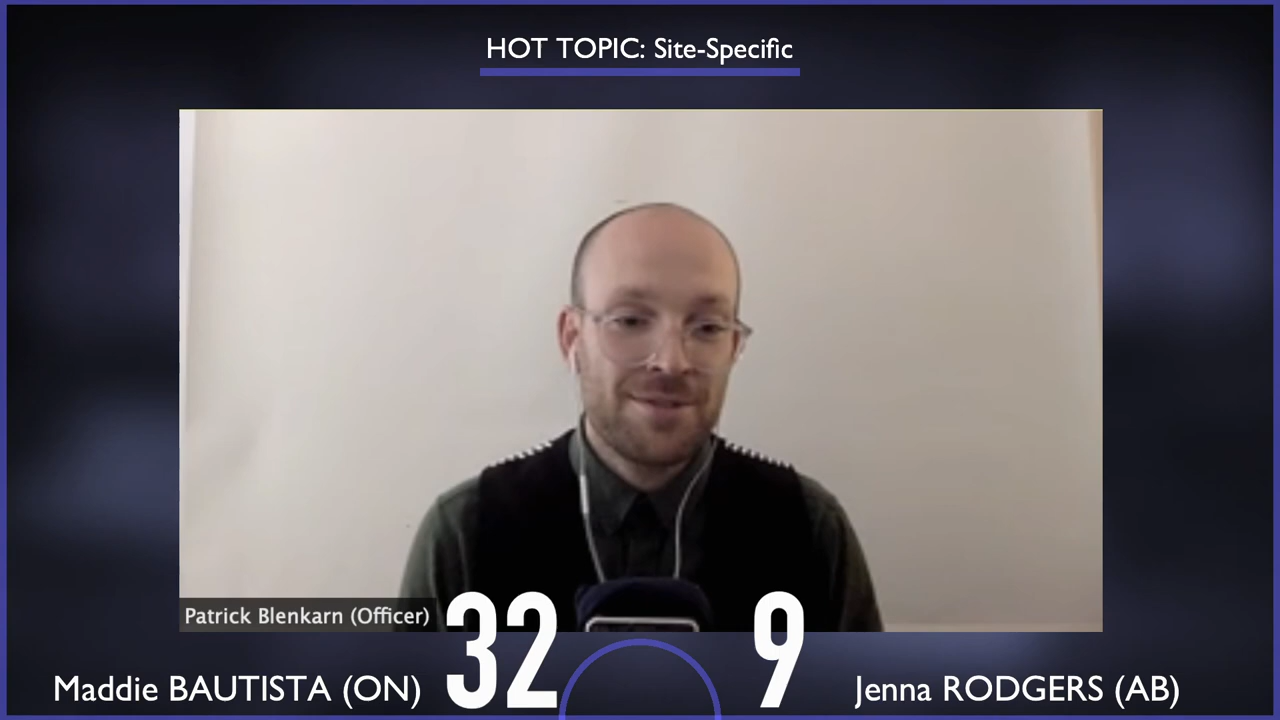 HOT TOPIC: Site-Specific
Patrick Blenkarn (Officer)
32
9
Maddie BAUTISTA (ON)
Jenna RODGERS (AB)